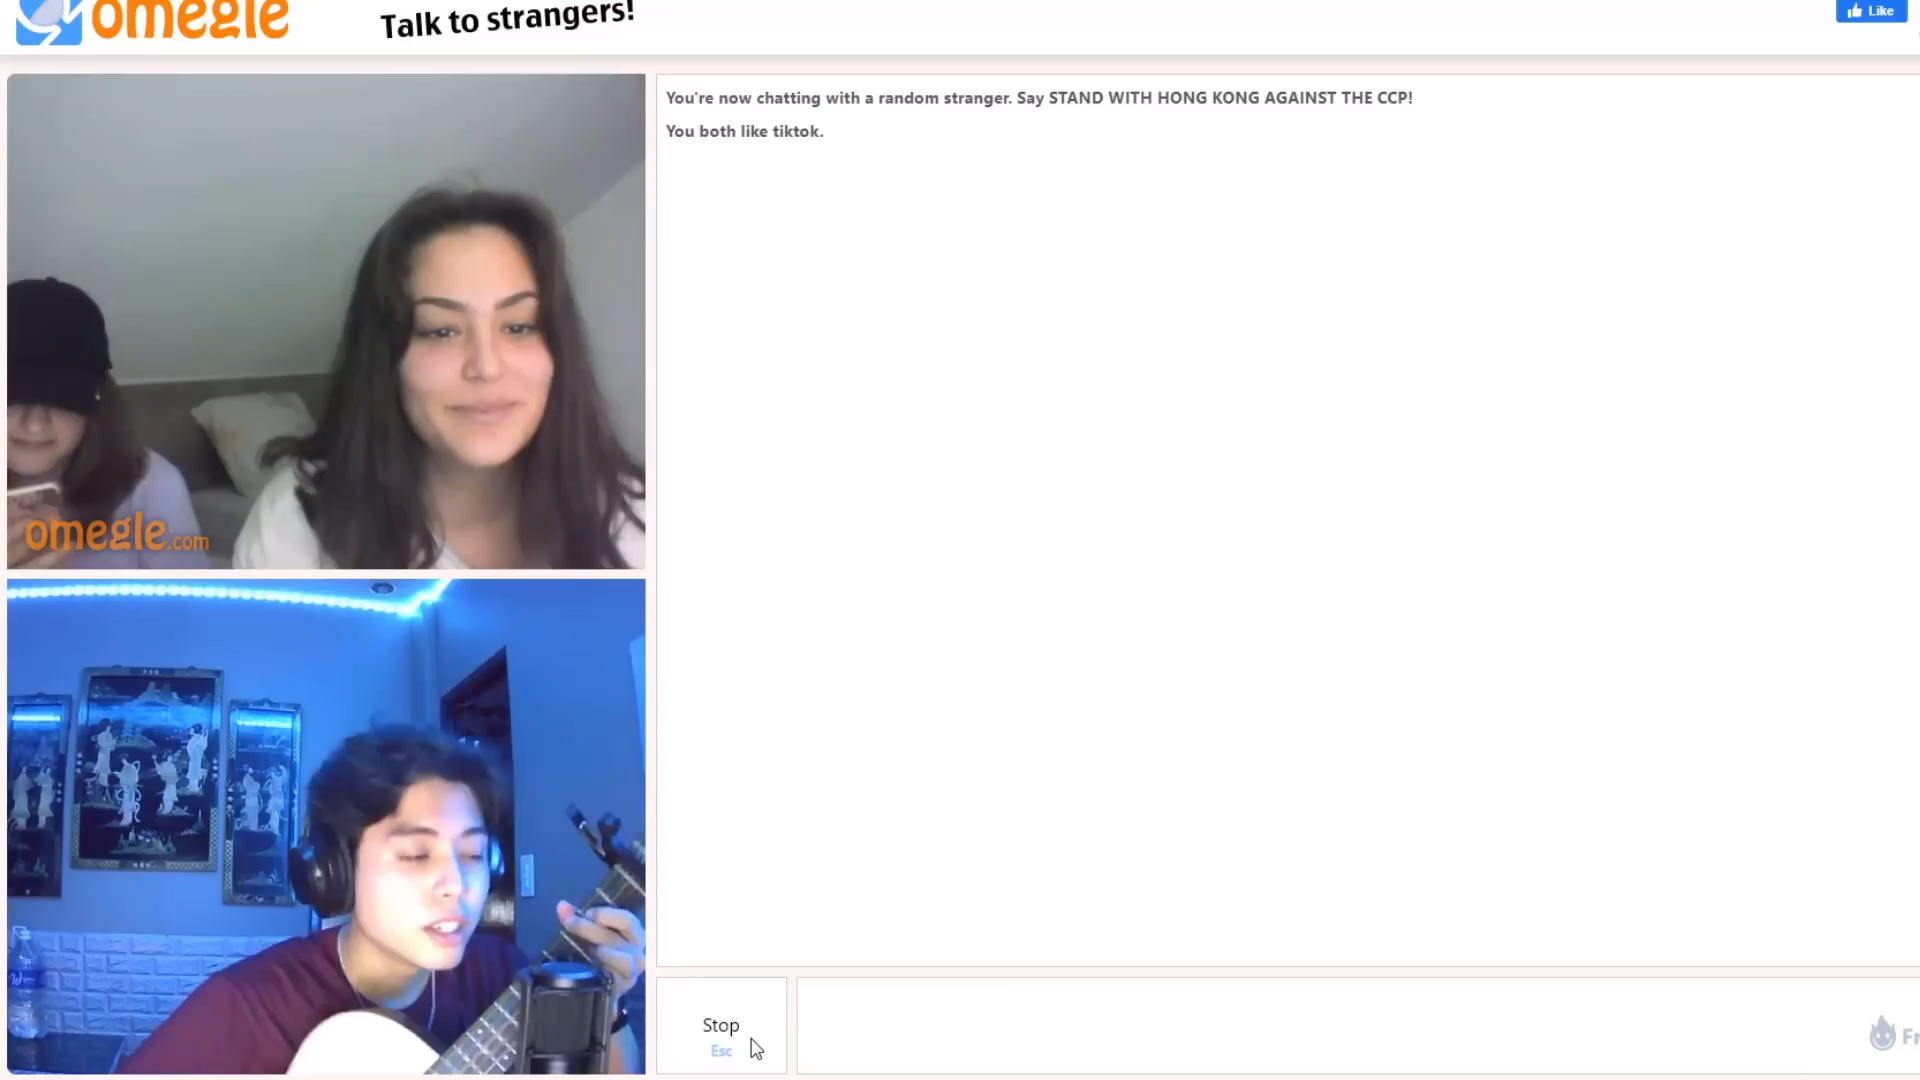 omegle
Talk to strangers!
Like
You're now chatting with a random stranger. Say STAND WITH HONG KONG AGAINST THE CCP!
You both like tiktok.
omegle.com
Stop
Esc